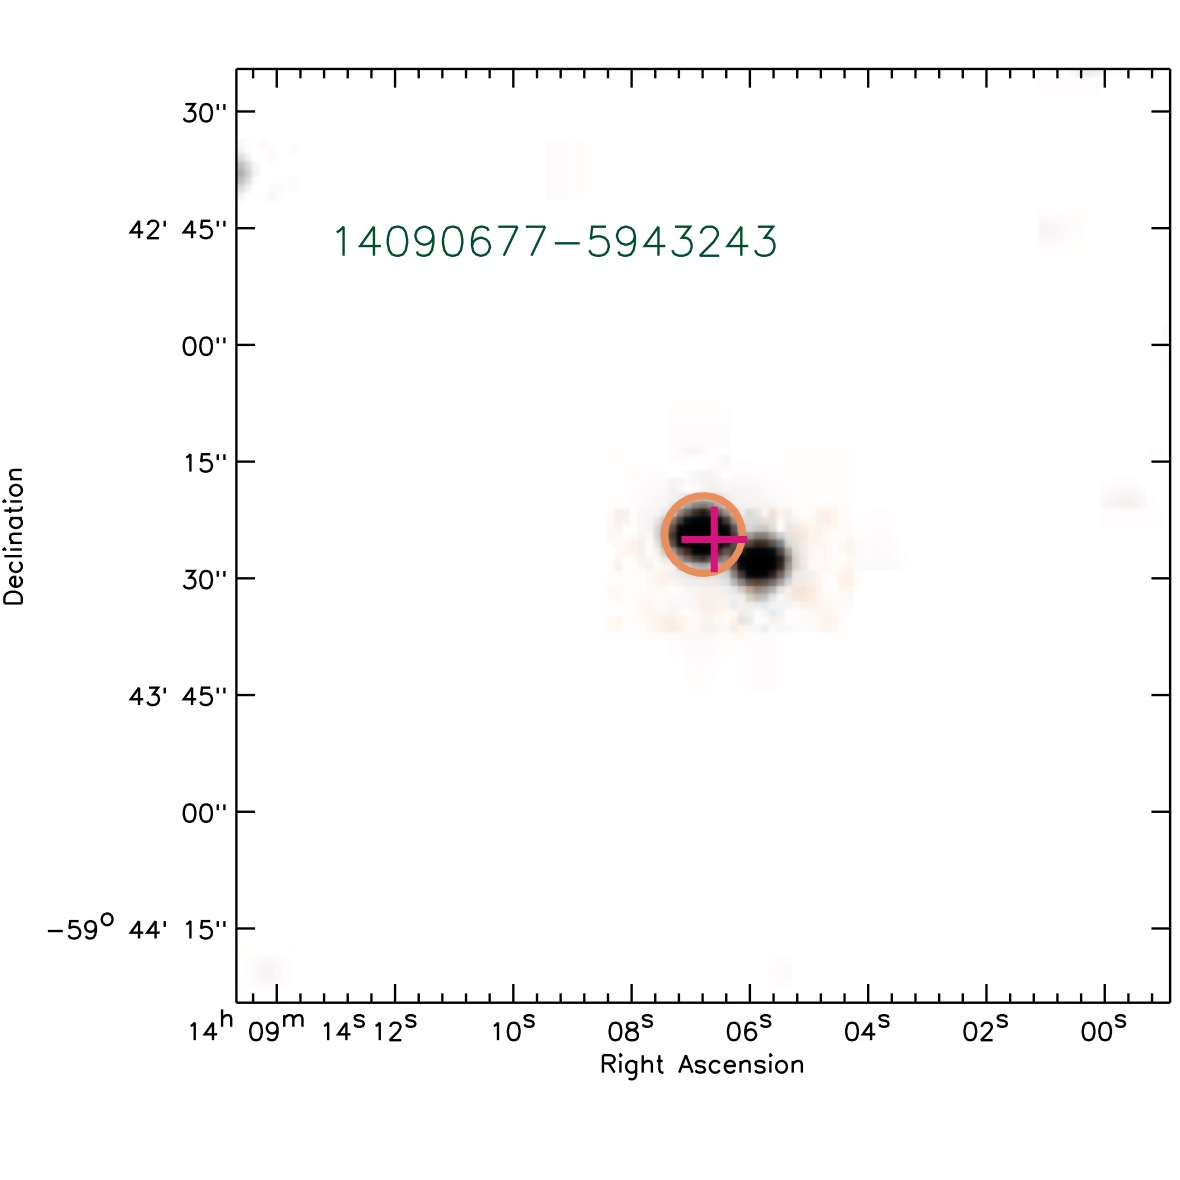 30"
42' 45"
14090677-5943243
00"
15"
30"
43' 45"
00"
-59° 44' 15"
Declination
14h 09m 14s 12s 10s 08s 06s 04s 02s 00s
Right Ascension